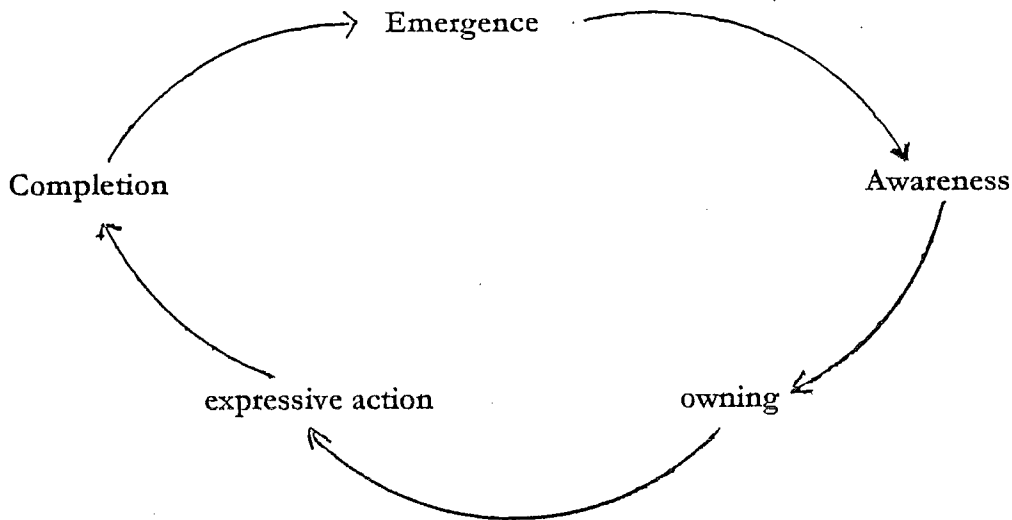 Emergence
Awareness
owning
expressive action
Completion